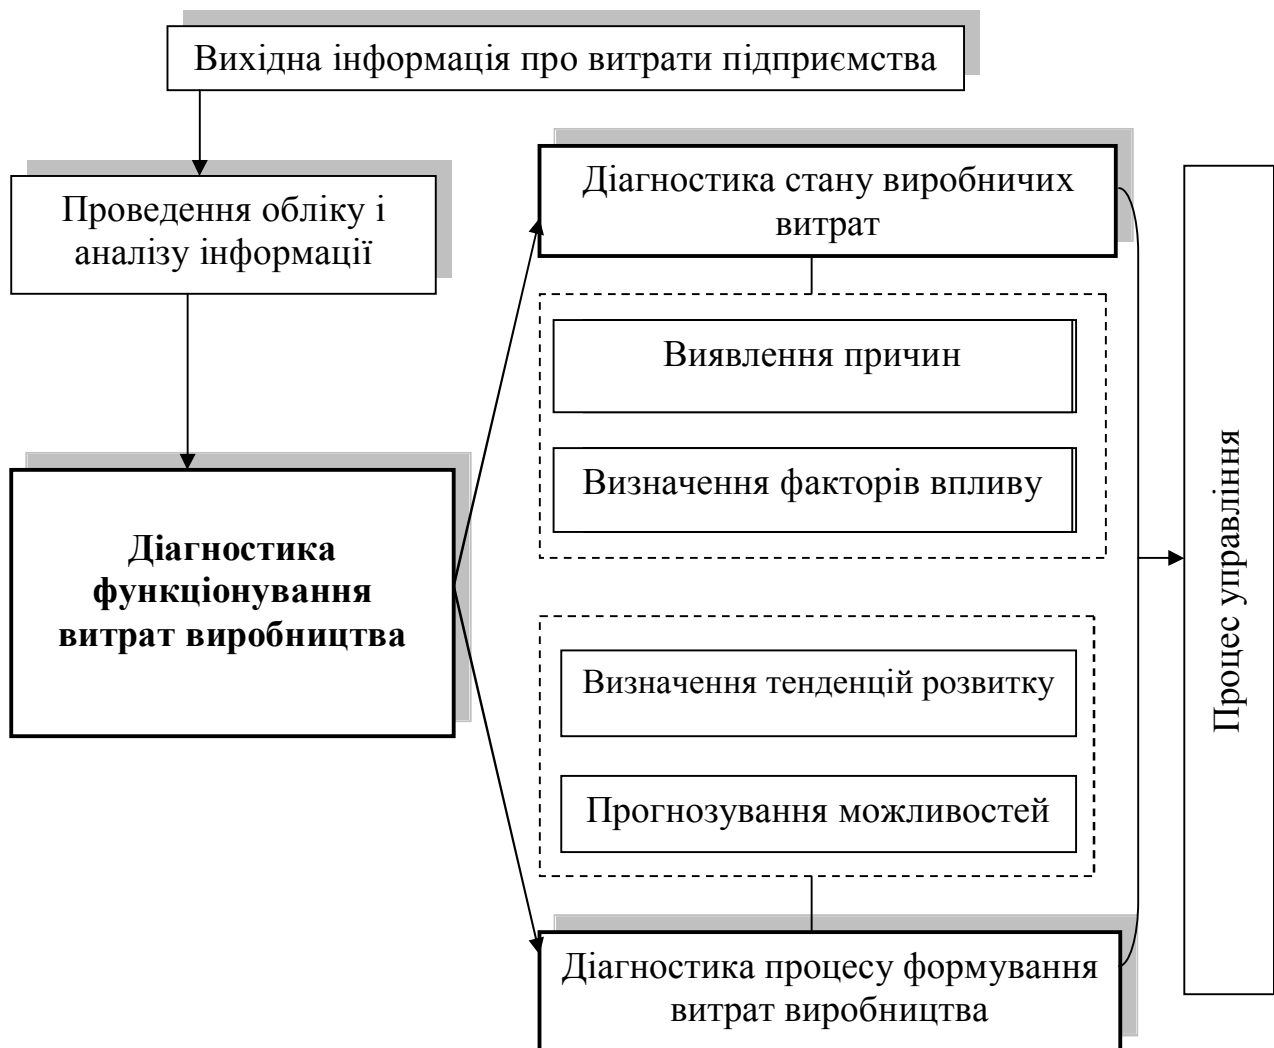 Вихідна інформація про витрати підприємства
Проведення обліку і
аналізу інформації
Діагностика
функціонування
витрат виробництва
Діагностика стану виробничих
витрат
Виявлення причин
Визначення факторів впливу
Визначення тенденцій розвитку
Прогнозування можливостей
Діагностика процесу формування
витрат виробництва
Процес управління